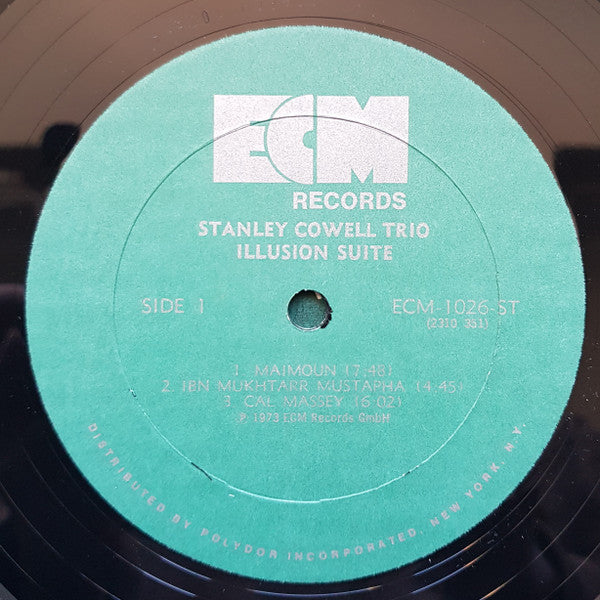 ECM
RECORDS
STANLEY COWELL TRIO
ILLUSION SUITE
SIDE 1
ECM-1026-ST
(2310 351)
1. MAIMOUN (7.48)
2. IBN MUKHTARR MUSTAPHA (4.45)
3. CAL MASSEY (6.02)
℗ 1973 ECM Records GmbH
DISTRIBUTED BY POLYDOR INCORPORATED, NEW YORK, N.Y.